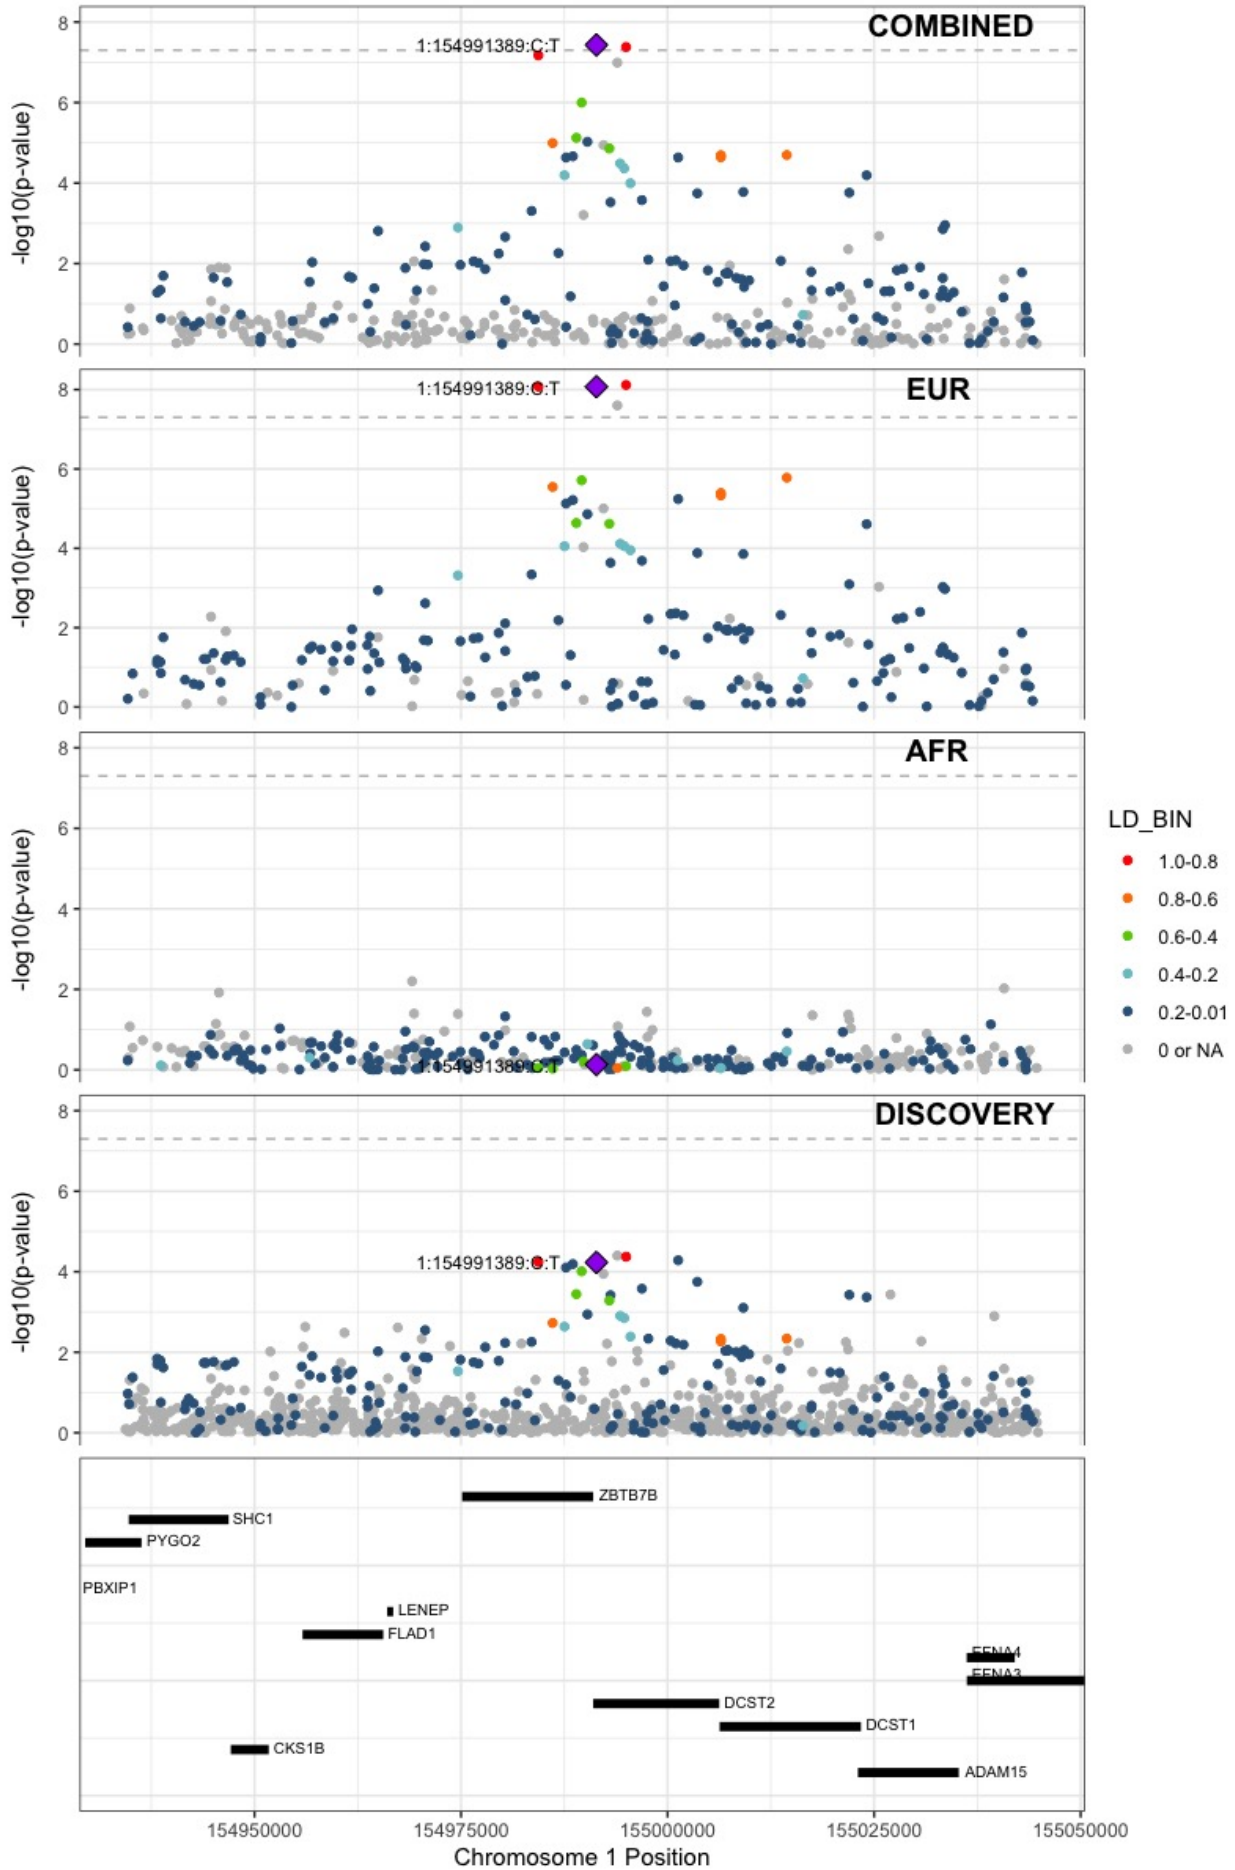 COMBINED
1:154991389:C:T
-log10(p-value)
8
6
4
2
0
EUR
1:154991389:C:T
-log10(p-value)
8
6
4
2
0
AFR
1:154991389:C:T
-log10(p-value)
8
6
4
2
0
LD_BIN
1.0-0.8
0.8-0.6
0.6-0.4
0.4-0.2
0.2-0.01
0 or NA
DISCOVERY
1:154991389:C:T
-log10(p-value)
8
6
4
2
0
ZBTB7B
SHC1
PYGO2
PBXIP1
LENEP
FLAD1
EFNA4
EFNA3
DCST2
DCST1
CKS1B
ADAM15
154950000 154975000 155000000 155025000 155050000
Chromosome 1 Position